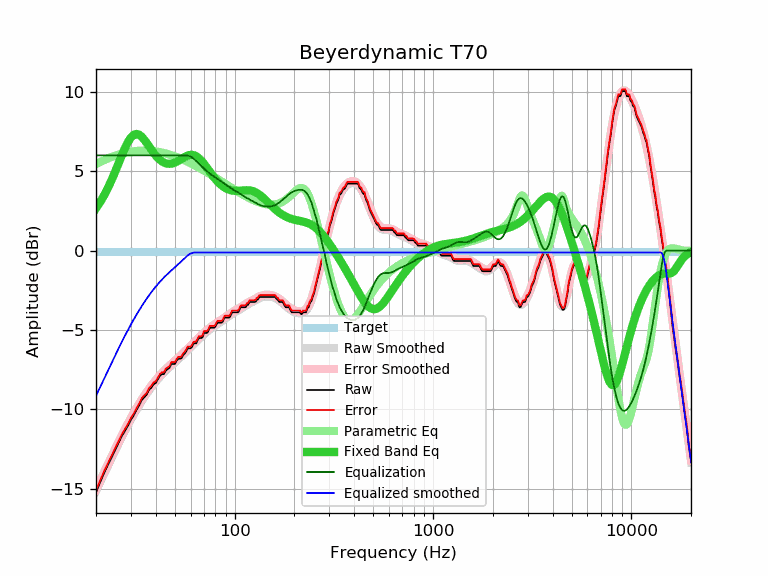 Beyerdynamic T70
10
5
0
−5
−10
−15
Amplitude (dBr)
100
1000
10000
Frequency (Hz)
Target
Raw Smoothed
Error Smoothed
Raw
Error
Parametric Eq
Fixed Band Eq
Equalization
Equalized smoothed